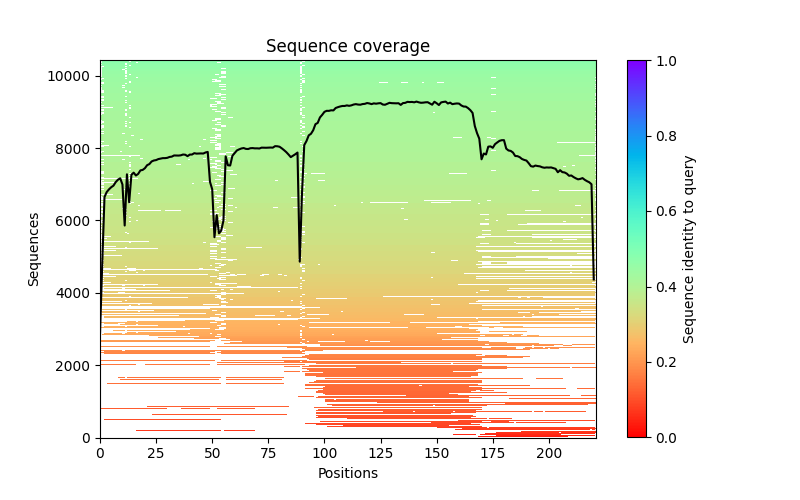 Sequence coverage
Sequences
10000
8000
6000
4000
2000
0
0 25 50 75 100 125 150 175 200
Positions
1.0
0.8
0.6
0.4
0.2
0.0
Sequence identity to query